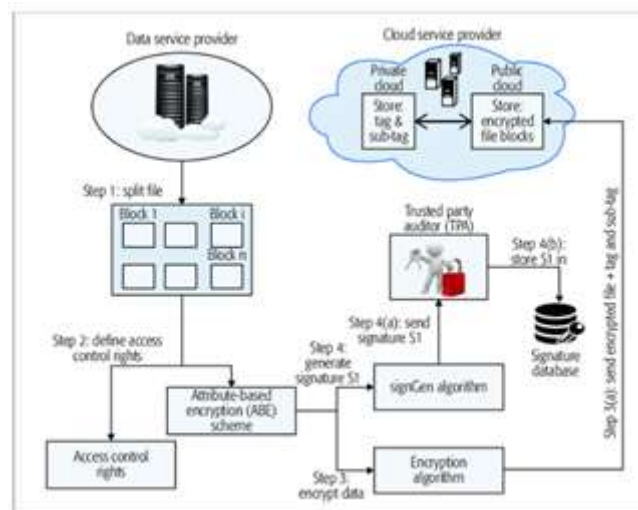 Data service provider
Cloud service provider
Private
cloud
Store:
tag &
sub-tag
Public
cloud
Store:
encrypted
file blocks
Step 1: split file
Block 1
Block i
Block n
Trusted party
auditor (TPA)
Step 4(b):
store S1 in
Signature
database
Step 2: define access
control rights
Step 4(a): send
signature S1
Step 4:
generate
signature S1
signGen algorithm
Attribute-based
encryption (ABE)
scheme
Access control
rights
Step 3:
encrypt data
Encryption
algorithm
Step 3(a): send encrypted file + tag and sub-tag